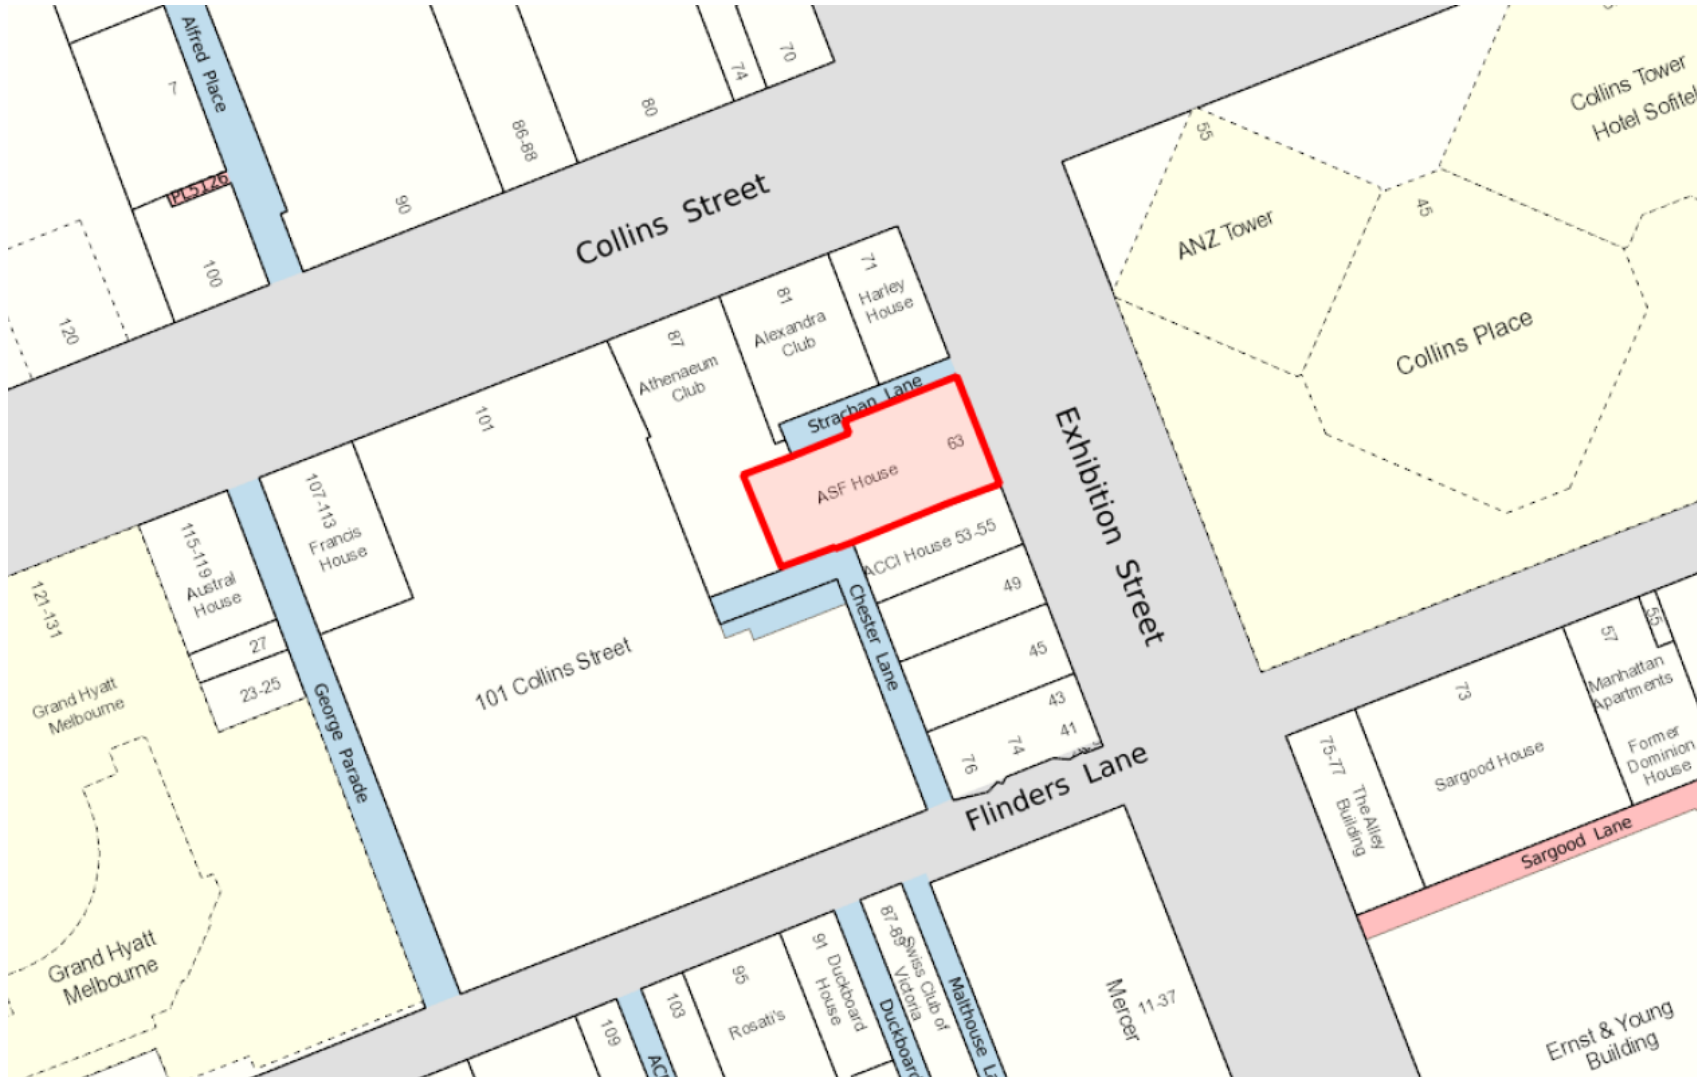 Alfred Place
7
PL5126
100
120
90
86-88
80
74
70
Collins Street
55
ANZ Tower
45
Collins Place
Collins Tower
Hotel Sofitel
71
Harley
House
81
Alexandra
Club
87
Athenaeum
Club
Strachan Lane
63
ASF House
101
107-113
Francis
House
115-119
Austral
House
27
23-25
121-131
Grand Hyatt
Melbourne
George Parade
101 Collins Street
Chester Lane
ACCI House 53-55
49
45
43
41
74
76
Exhibition Street
Flinders Lane
55
57
Manhattan
Apartments
73
Sargood House
Former
Dominion
House
75-77
The Alley
Building
Sargood Lane
Grand Hyatt
Melbourne
87-89
Swiss Club of
Victoria
91
Duckboard
House
95
Rosati's
103
109
Duckboard
Malthouse
Mercer
11-37
Ernst & Young
Building